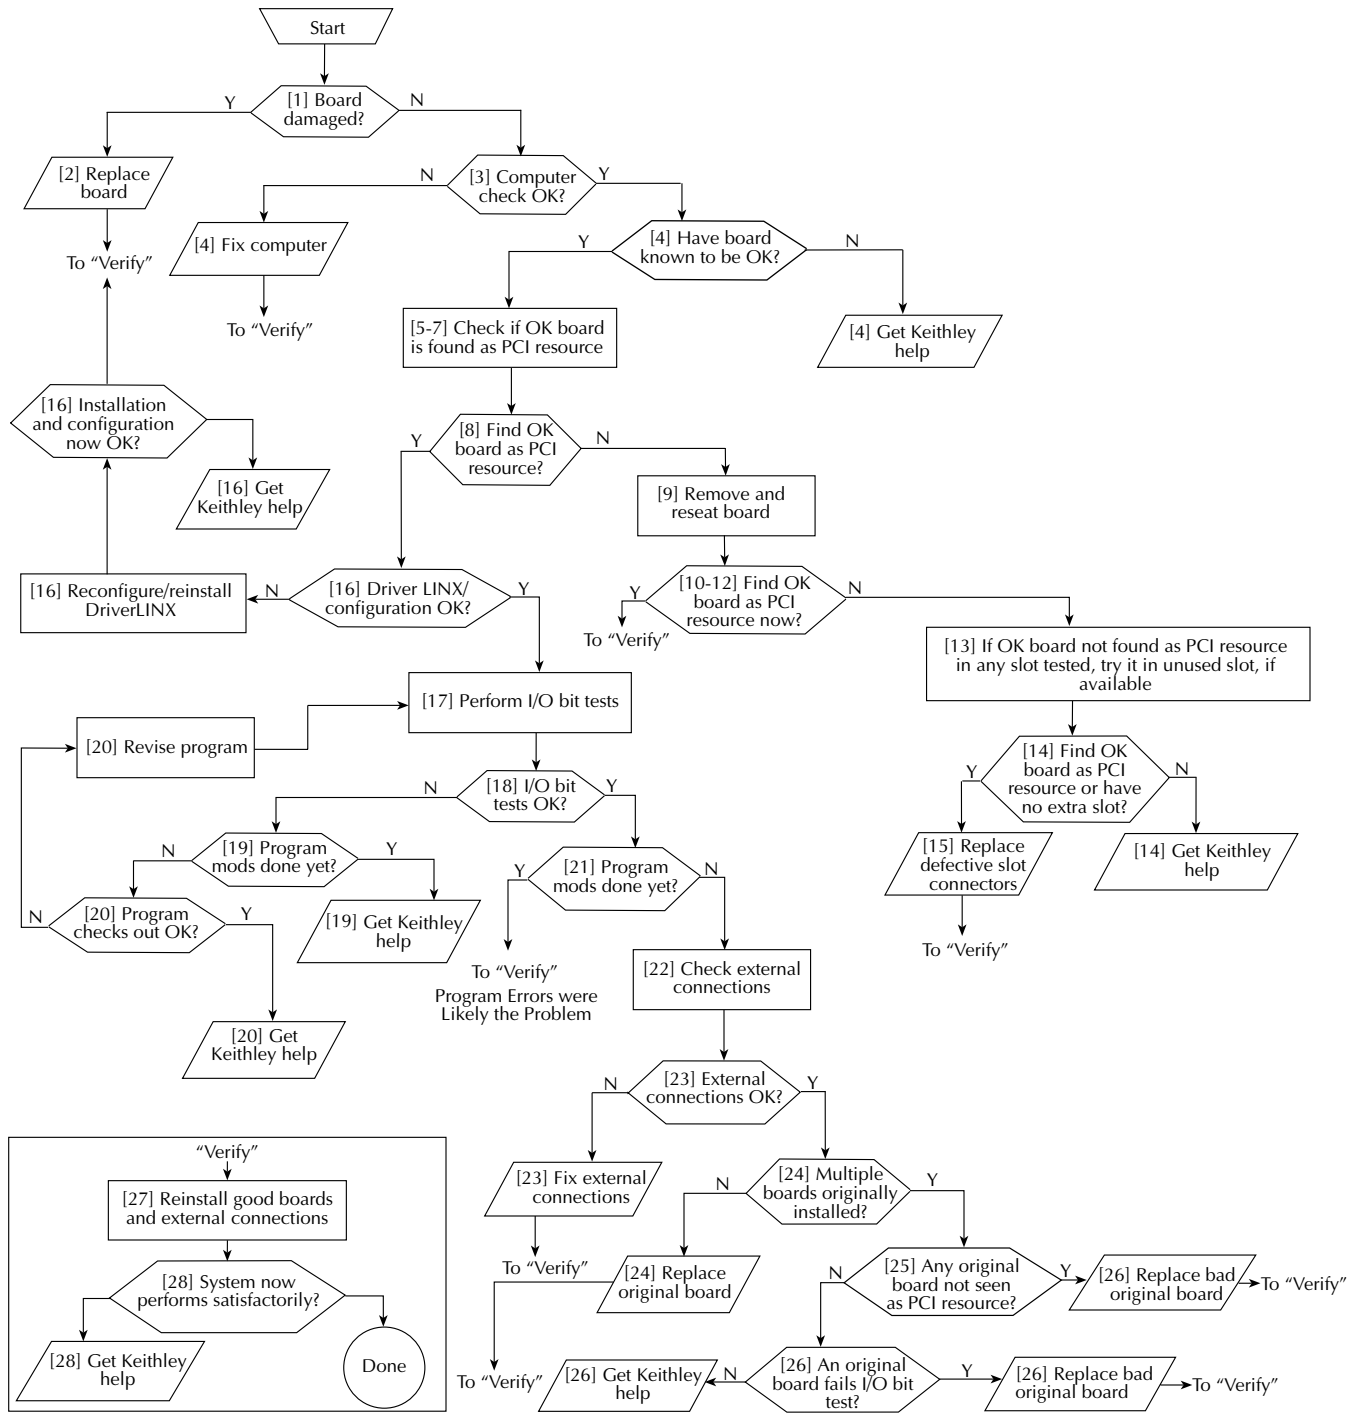 Start
Y
[1] Board
damaged?
N
[2] Replace
board
To “Verify”
N
[3] Computer
check OK?
Y
[4] Fix computer
To “Verify”
Y
[4] Have board
known to be OK?
N
[5-7] Check if OK board
is found as PCI resource
[4] Get Keithley
help
[16] Installation
and configuration
now OK?
[16] Get
Keithley help
Y
[8] Find OK
board as PCI
resource?
N
[9] Remove and
reseat board
[16] Reconfigure/reinstall
DriverLINX
N
[16] Driver LINX/
configuration OK?
Y
Y
[10-12] Find OK
board as PCI
resource now?
N
To “Verify”
[13] If OK board not found as PCI resource
in any slot tested, try it in unused slot, if
available
[17] Perform I/O bit tests
[20] Revise program
N
[18] I/O bit
tests OK?
Y
Y
[14] Find OK
board as PCI
resource or have
no extra slot?
N
N
[19] Program
mods done yet?
Y
Y
[21] Program
mods done yet?
N
[15] Replace
defective slot
connectors
[14] Get Keithley
help
To “Verify”
N
[20] Program
checks out OK?
Y
[19] Get Keithley
help
To “Verify”
Program Errors were
Likely the Problem
[22] Check external
connections
[20] Get
Keithley help
N
[23] External
connections OK?
Y
[23] Fix external
connections
To “Verify”
N
[24] Multiple
boards originally
installed?
Y
[24] Replace
original board
To “Verify”
N
[25] Any original
board not seen
as PCI resource?
Y
[26] Replace bad
original board
To “Verify”
[26] Get Keithley
help
N
[26] An original
board fails I/O bit
test?
Y
[26] Replace bad
original board
To “Verify”
“Verify”
[27] Reinstall good boards
and external connections
[28] System now
performs satisfactorily?
[28] Get Keithley
help
Done